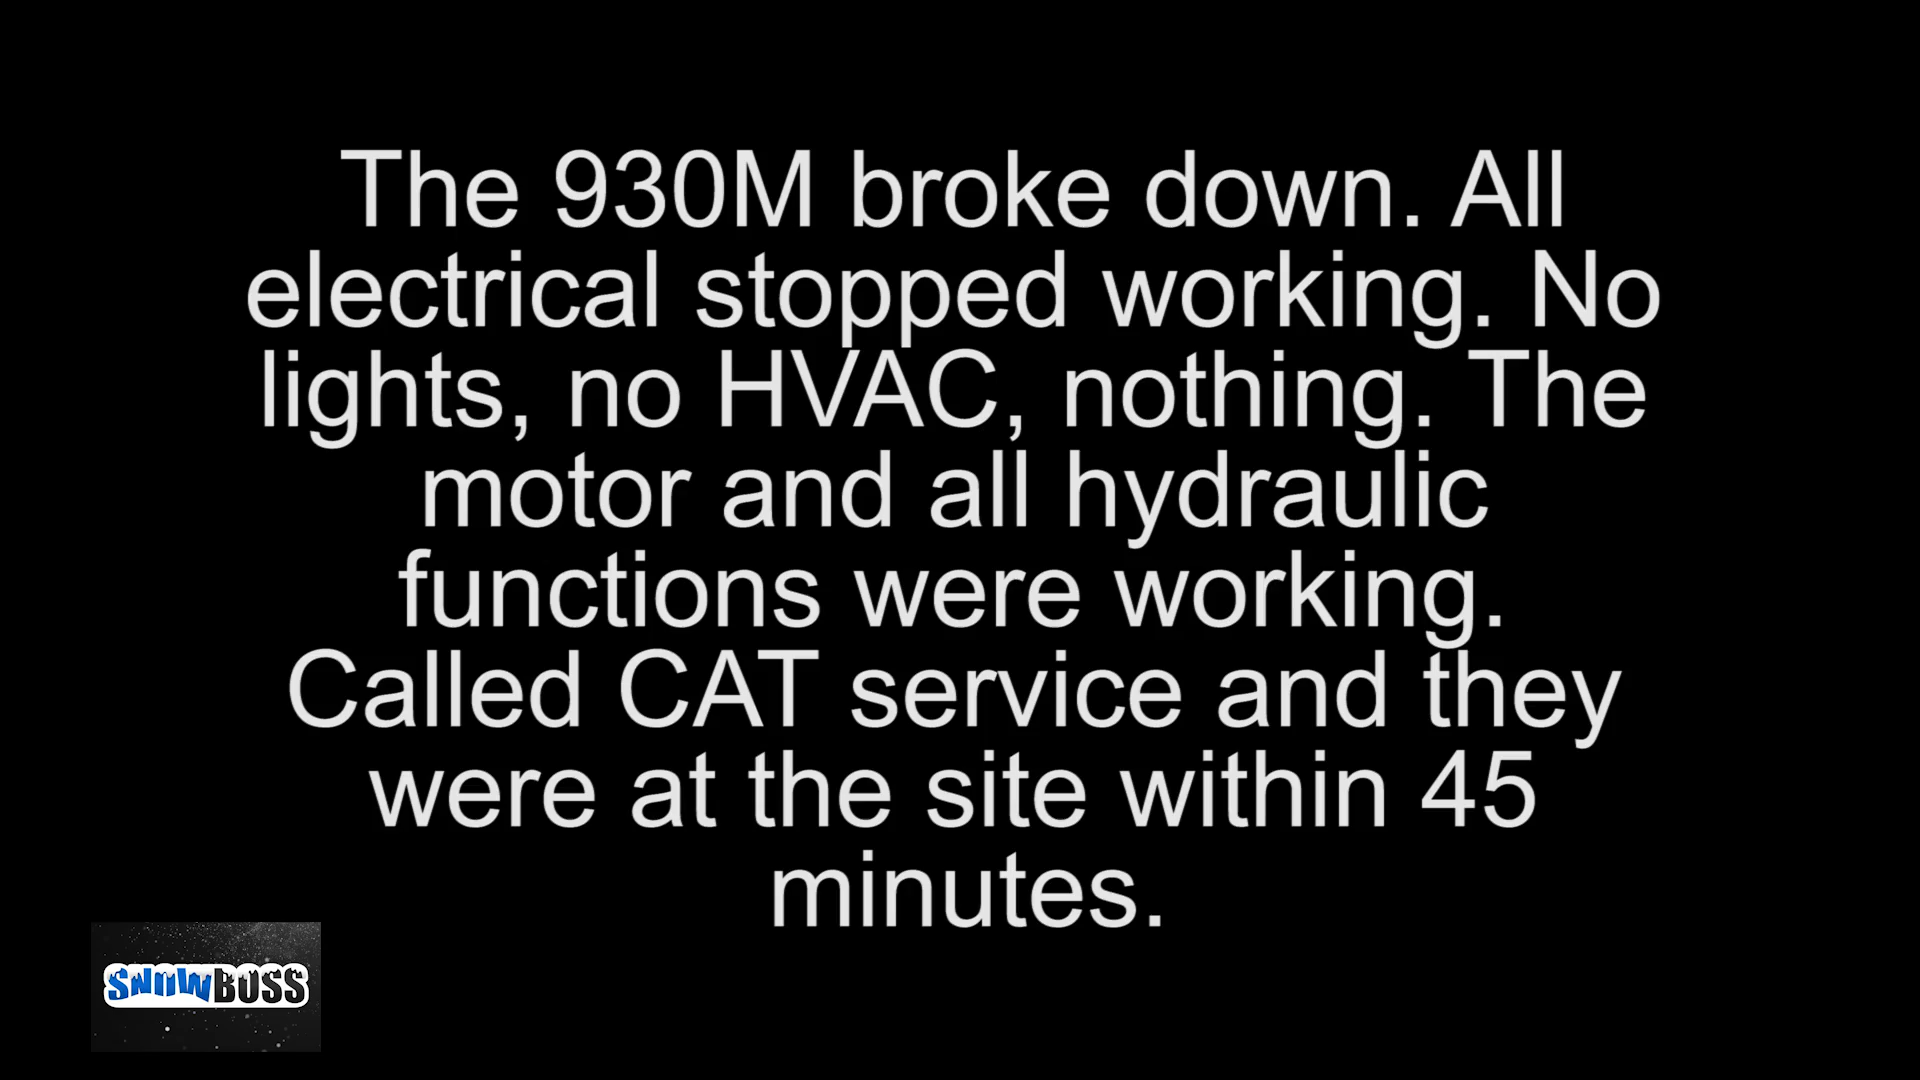 The 930M broke down. All
electrical stopped working. No
lights, no HVAC, nothing. The
motor and all hydraulic
functions were working.
Called CAT service and they
were at the site within 45
minutes.
SNOWBOSS